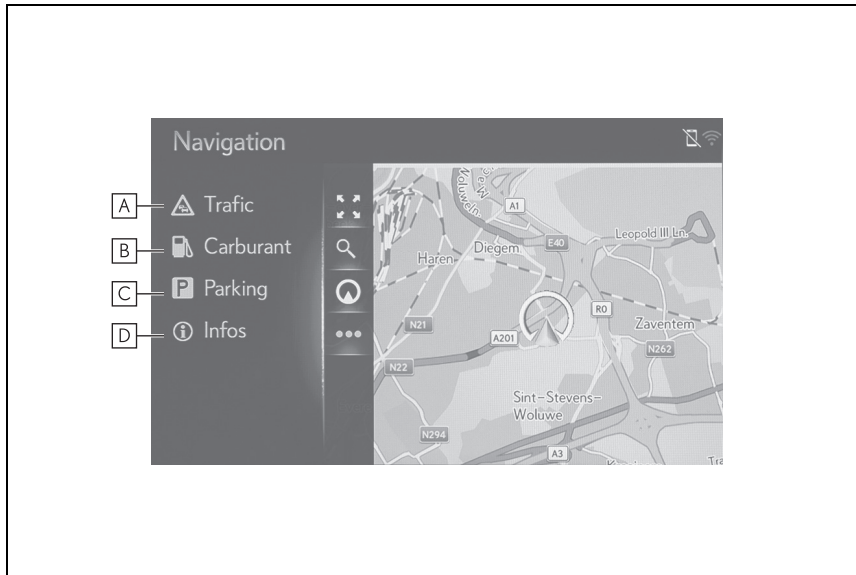 Navigation
A
Trafic
B
Carburant
C
Parking
D
Infos
A1
Leopold III Ln.
E40
Diegem
Haren
R0
N21
Zaventem
A201
N262
N22
Sint-Stevens-
Woluwe
N294
A3